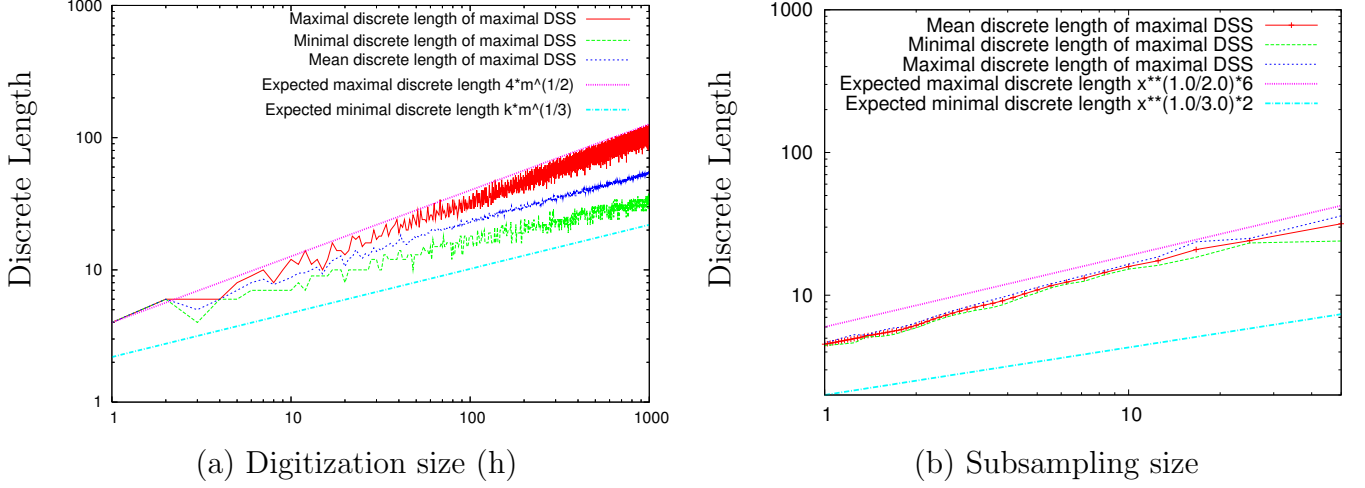 Maximal discrete length of maximal DSS
Minimal discrete length of maximal DSS
Mean discrete length of maximal DSS
Expected maximal discrete length 4*m^(1/2)
Expected minimal discrete length k*m^(1/3)
1000
100
10
1
1 10 100 1000
Discrete Length
(a) Digitization size (h)
Mean discrete length of maximal DSS
Minimal discrete length of maximal DSS
Maximal discrete length of maximal DSS
Expected maximal discrete length x**(1.0/2.0)*6
Expected minimal discrete length x**(1.0/3.0)*2
1000
100
10
1 10
Discrete Length
(b) Subsampling size